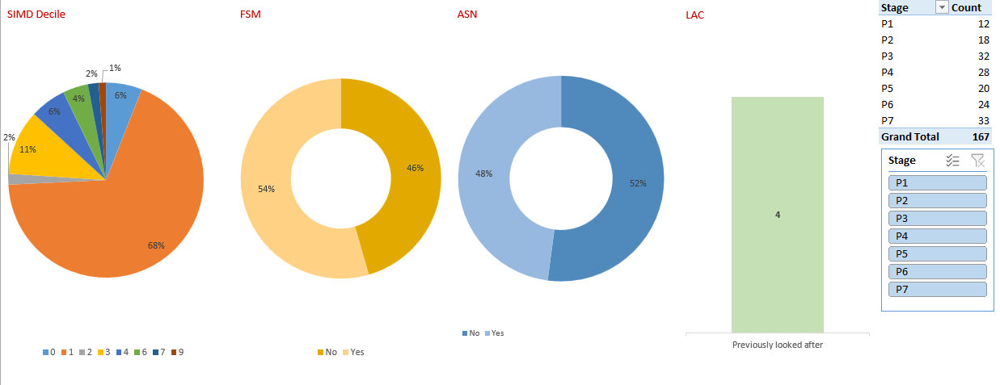 SIMD Decile
1%
2%
6%
4%
6%
11%
2%
68%
0 1 2 3 4 6 7 9
FSM
46%
54%
No Yes
ASN
48%
52%
No Yes
LAC
4
Previously looked after
Stage Count
P1 12
P2 18
P3 32
P4 28
P5 20
P6 24
P7 33
Grand Total 167
Stage
P1
P2
P3
P4
P5
P6
P7